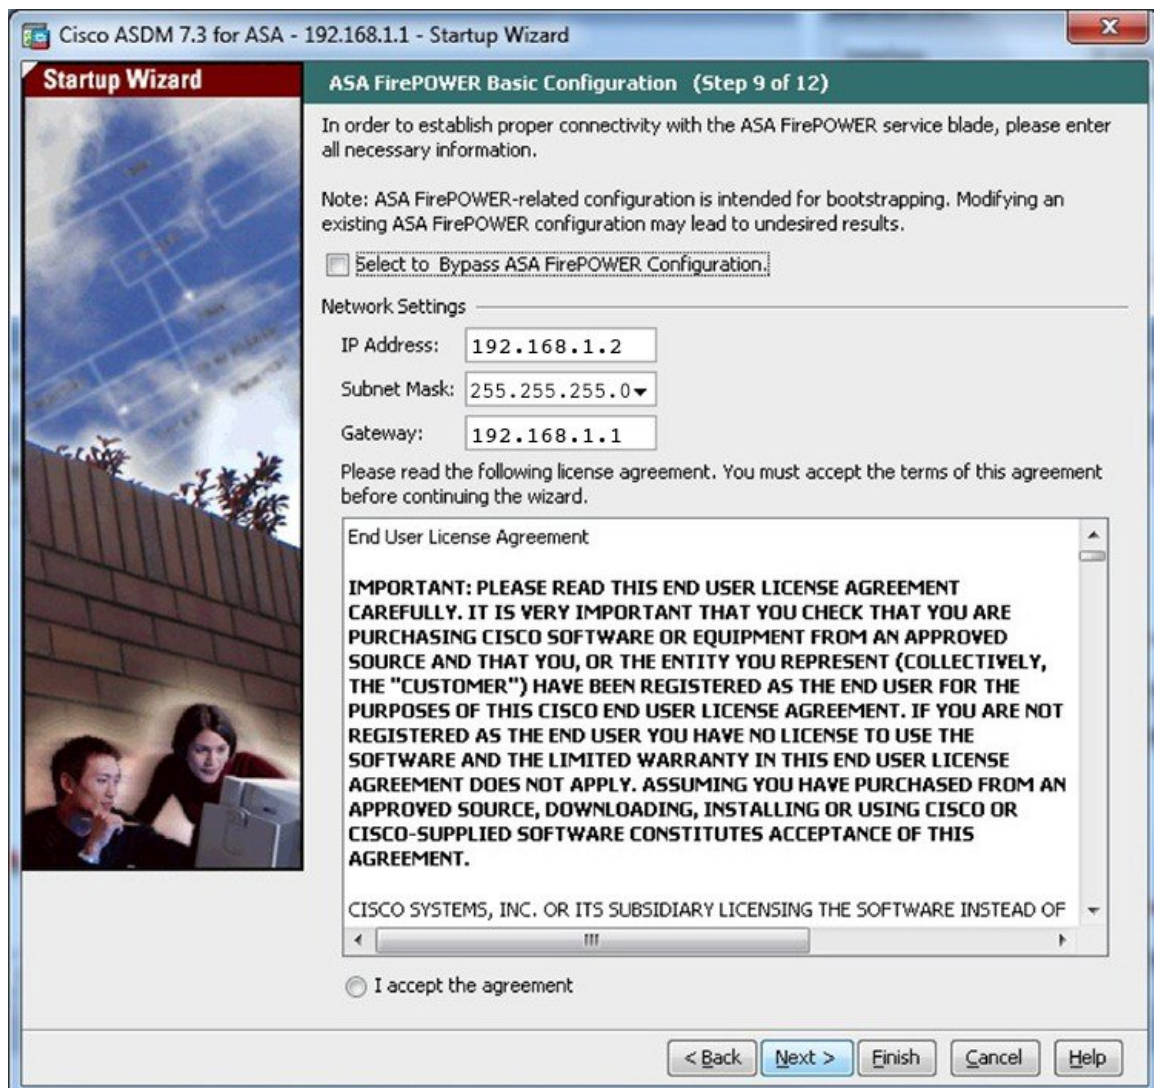 Cisco ASDM 7.3 for ASA - 192.168.1.1 - Startup Wizard
Startup Wizard
ASA FirePOWER Basic Configuration (Step 9 of 12)
In order to establish proper connectivity with the ASA FirePOWER service blade, please enter
all necessary information.
Note: ASA FirePOWER-related configuration is intended for bootstrapping. Modifying an
existing ASA FirePOWER configuration may lead to undesired results.
Select to Bypass ASA FirePOWER Configuration.
Network Settings
IP Address: 192.168.1.2
Subnet Mask: 255.255.255.0
Gateway: 192.168.1.1
Please read the following license agreement. You must accept the terms of this agreement
before continuing the wizard.
End User License Agreement
IMPORTANT: PLEASE READ THIS END USER LICENSE AGREEMENT
CAREFULLY. IT IS VERY IMPORTANT THAT YOU CHECK THAT YOU ARE
PURCHASING CISCO SOFTWARE OR EQUIPMENT FROM AN APPROVED
SOURCE AND THAT YOU, OR THE ENTITY YOU REPRESENT (COLLECTIVELY,
THE "CUSTOMER") HAVE BEEN REGISTERED AS THE END USER FOR THE
PURPOSES OF THIS CISCO END USER LICENSE AGREEMENT. IF YOU ARE NOT
REGISTERED AS THE END USER YOU HAVE NO LICENSE TO USE THE
SOFTWARE AND THE LIMITED WARRANTY IN THIS END USER LICENSE
AGREEMENT DOES NOT APPLY. ASSUMING YOU HAVE PURCHASED FROM AN
APPROVED SOURCE, DOWNLOADING, INSTALLING OR USING CISCO OR
CISCO-SUPPLIED SOFTWARE CONSTITUTES ACCEPTANCE OF THIS
AGREEMENT.
CISCO SYSTEMS, INC. OR ITS SUBSIDIARY LICENSING THE SOFTWARE INSTEAD OF
I accept the agreement
< Back Next > Finish Cancel Help